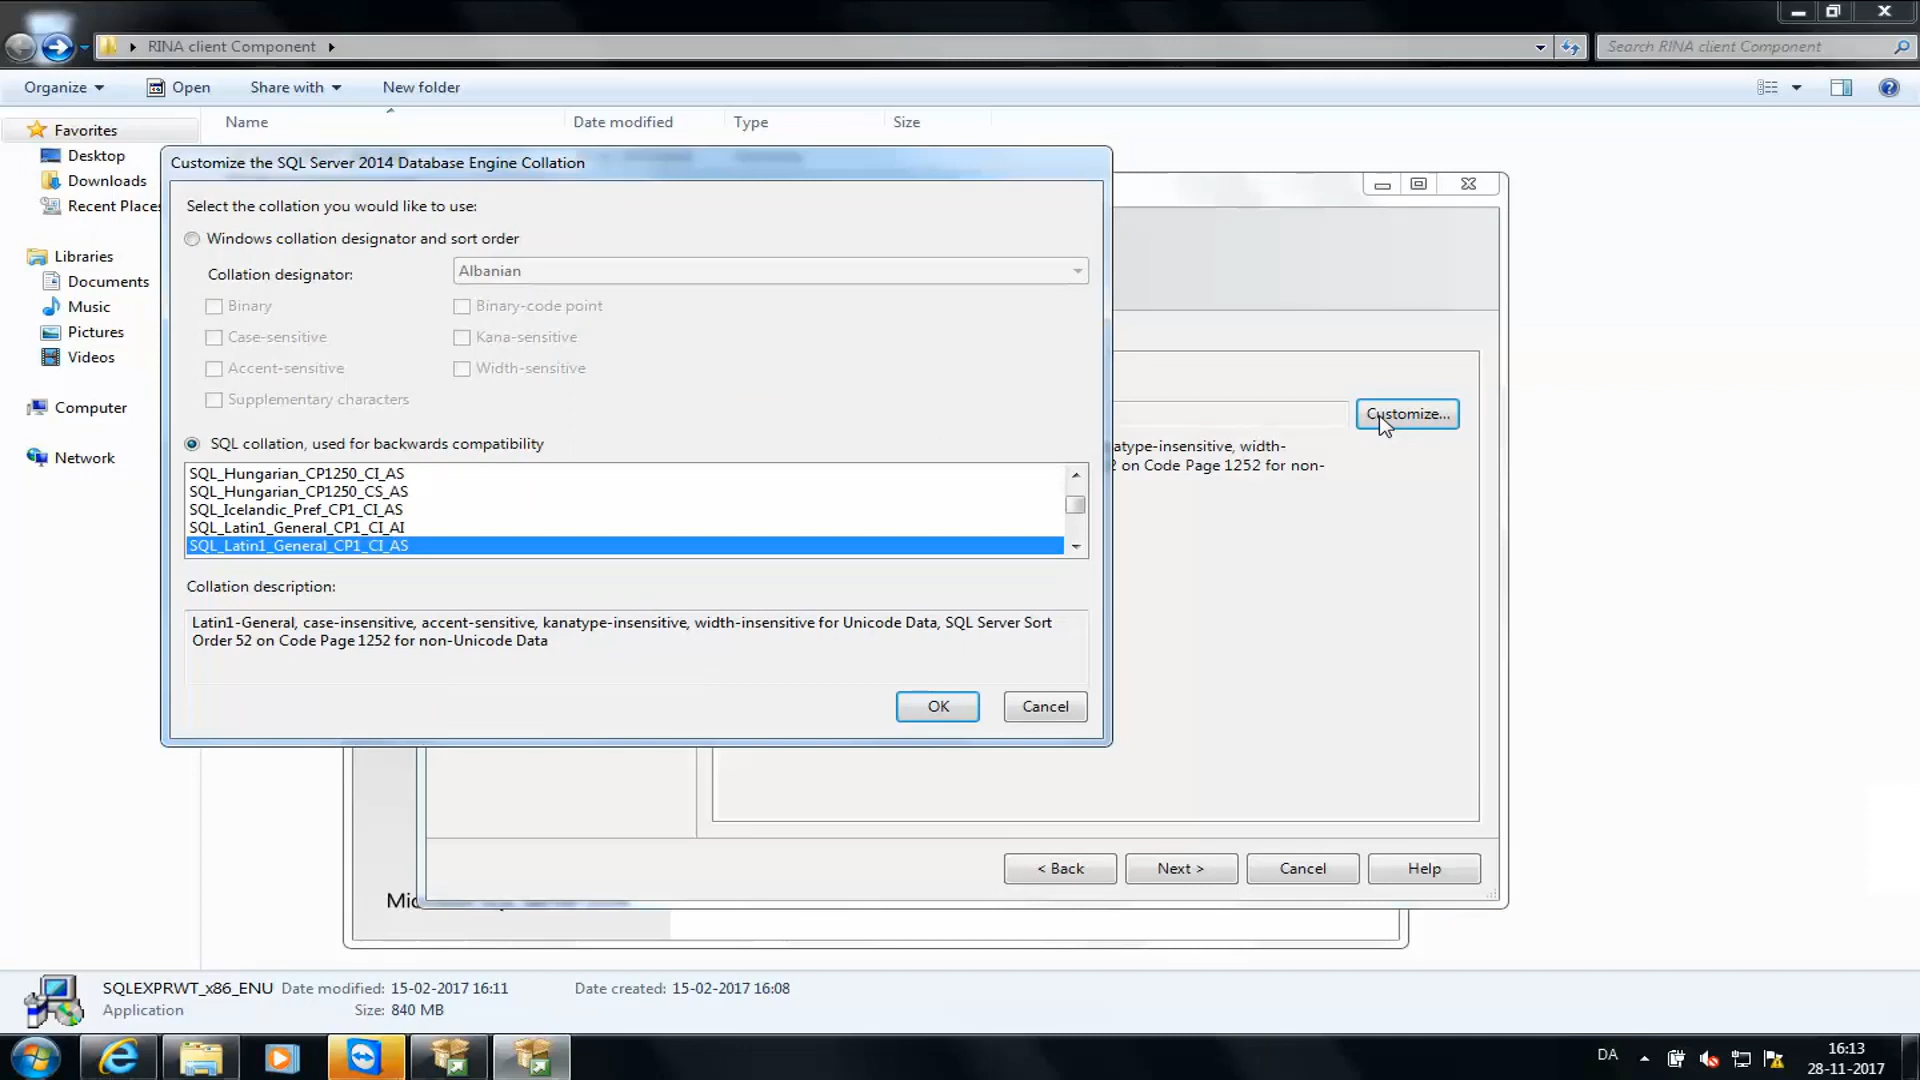 RINA client Component
Search RINA client Component
Organize
Open
Share with
New folder
Name
Date modified
Type
Size
Favorites
Desktop
Downloads
Recent Places
Libraries
Documents
Music
Pictures
Videos
Computer
Network
Customize the SQL Server 2014 Database Engine Collation
Select the collation you would like to use:
Windows collation designator and sort order
Collation designator:
Albanian
Binary
Binary-code point
Case-sensitive
Kana-sensitive
Accent-sensitive
Width-sensitive
Supplementary characters
SQL collation, used for backwards compatibility
SQL_Hungarian_CP1250_CI_AS
SQL_Hungarian_CP1250_CS_AS
SQL_Icelandic_Pref_CP1_CI_AS
SQL_Latin1_General_CP1_CI_AI
SQL_Latin1_General_CP1_CI_AS
Collation description:
Latin1-General, case-insensitive, accent-sensitive, kanatype-insensitive, width-insensitive for Unicode Data, SQL Server Sort
Order 52 on Code Page 1252 for non-Unicode Data
OK
Cancel
Customize...
atype-insensitive, width-
2 on Code Page 1252 for non-
< Back
Next >
Cancel
Help
SQLEXPRWT_x86_ENU
Date modified: 15-02-2017 16:11
Date created: 15-02-2017 16:08
Application
Size: 840 MB
DA
16:13
28-11-2017